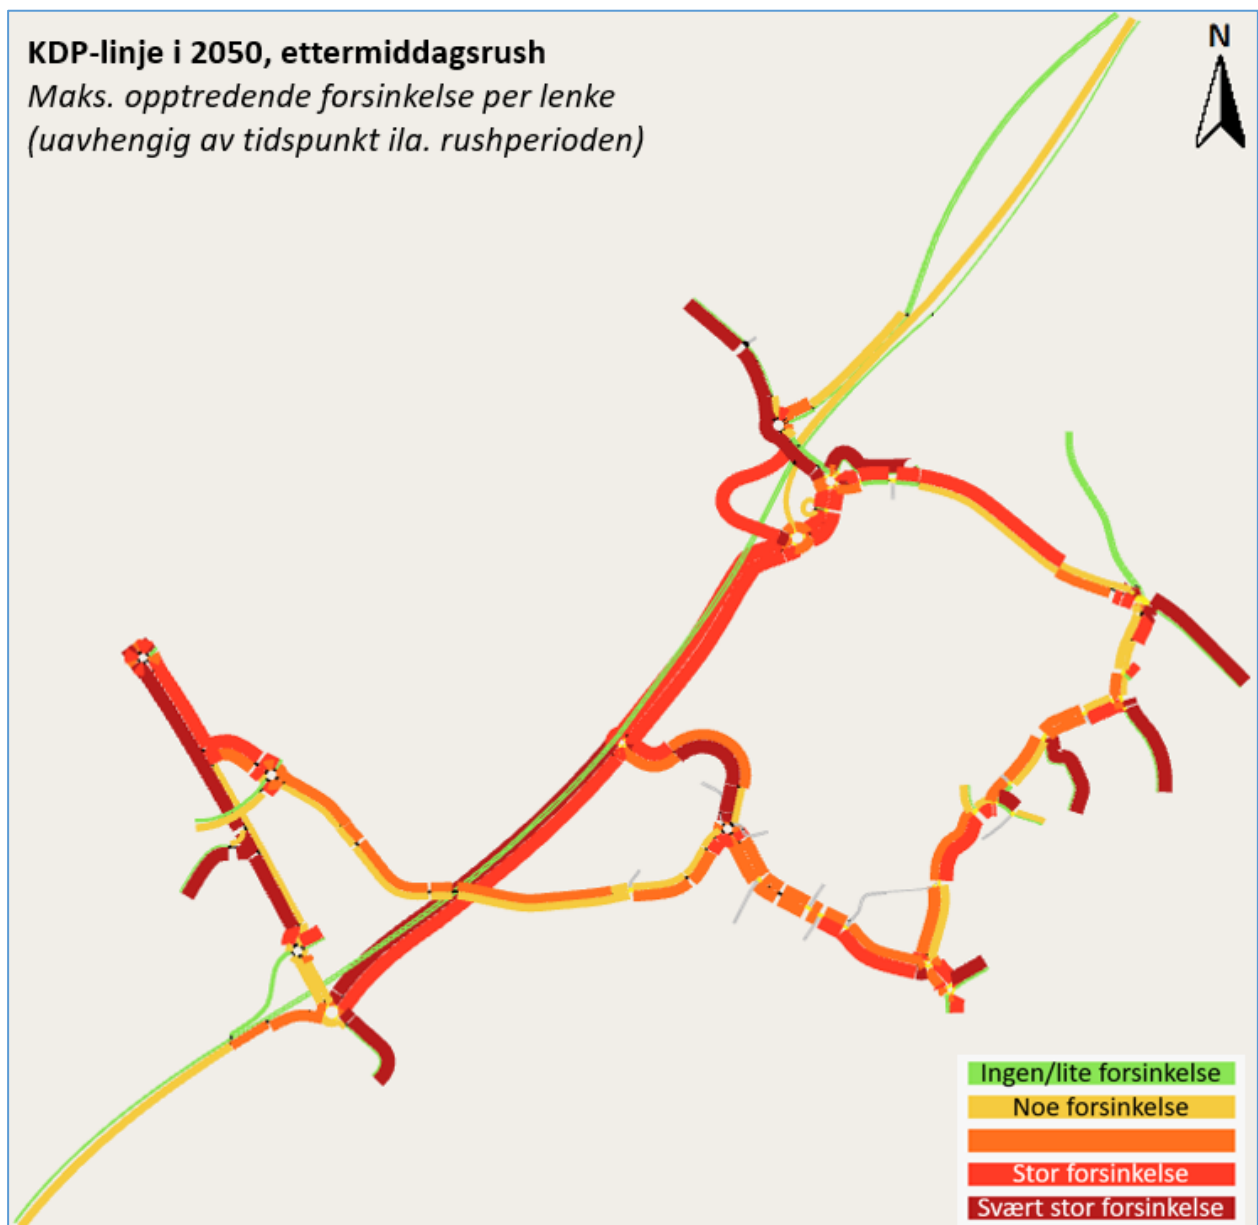 KDP-linje i 2050, ettermiddagsrush
Maks. opptredende forsinkelse per lenke
(uavhengig av tidspunkt ila. rushperioden)
N
Ingen/lite forsinkelse
Noe forsinkelse
Stor forsinkelse
Svært stor forsinkelse